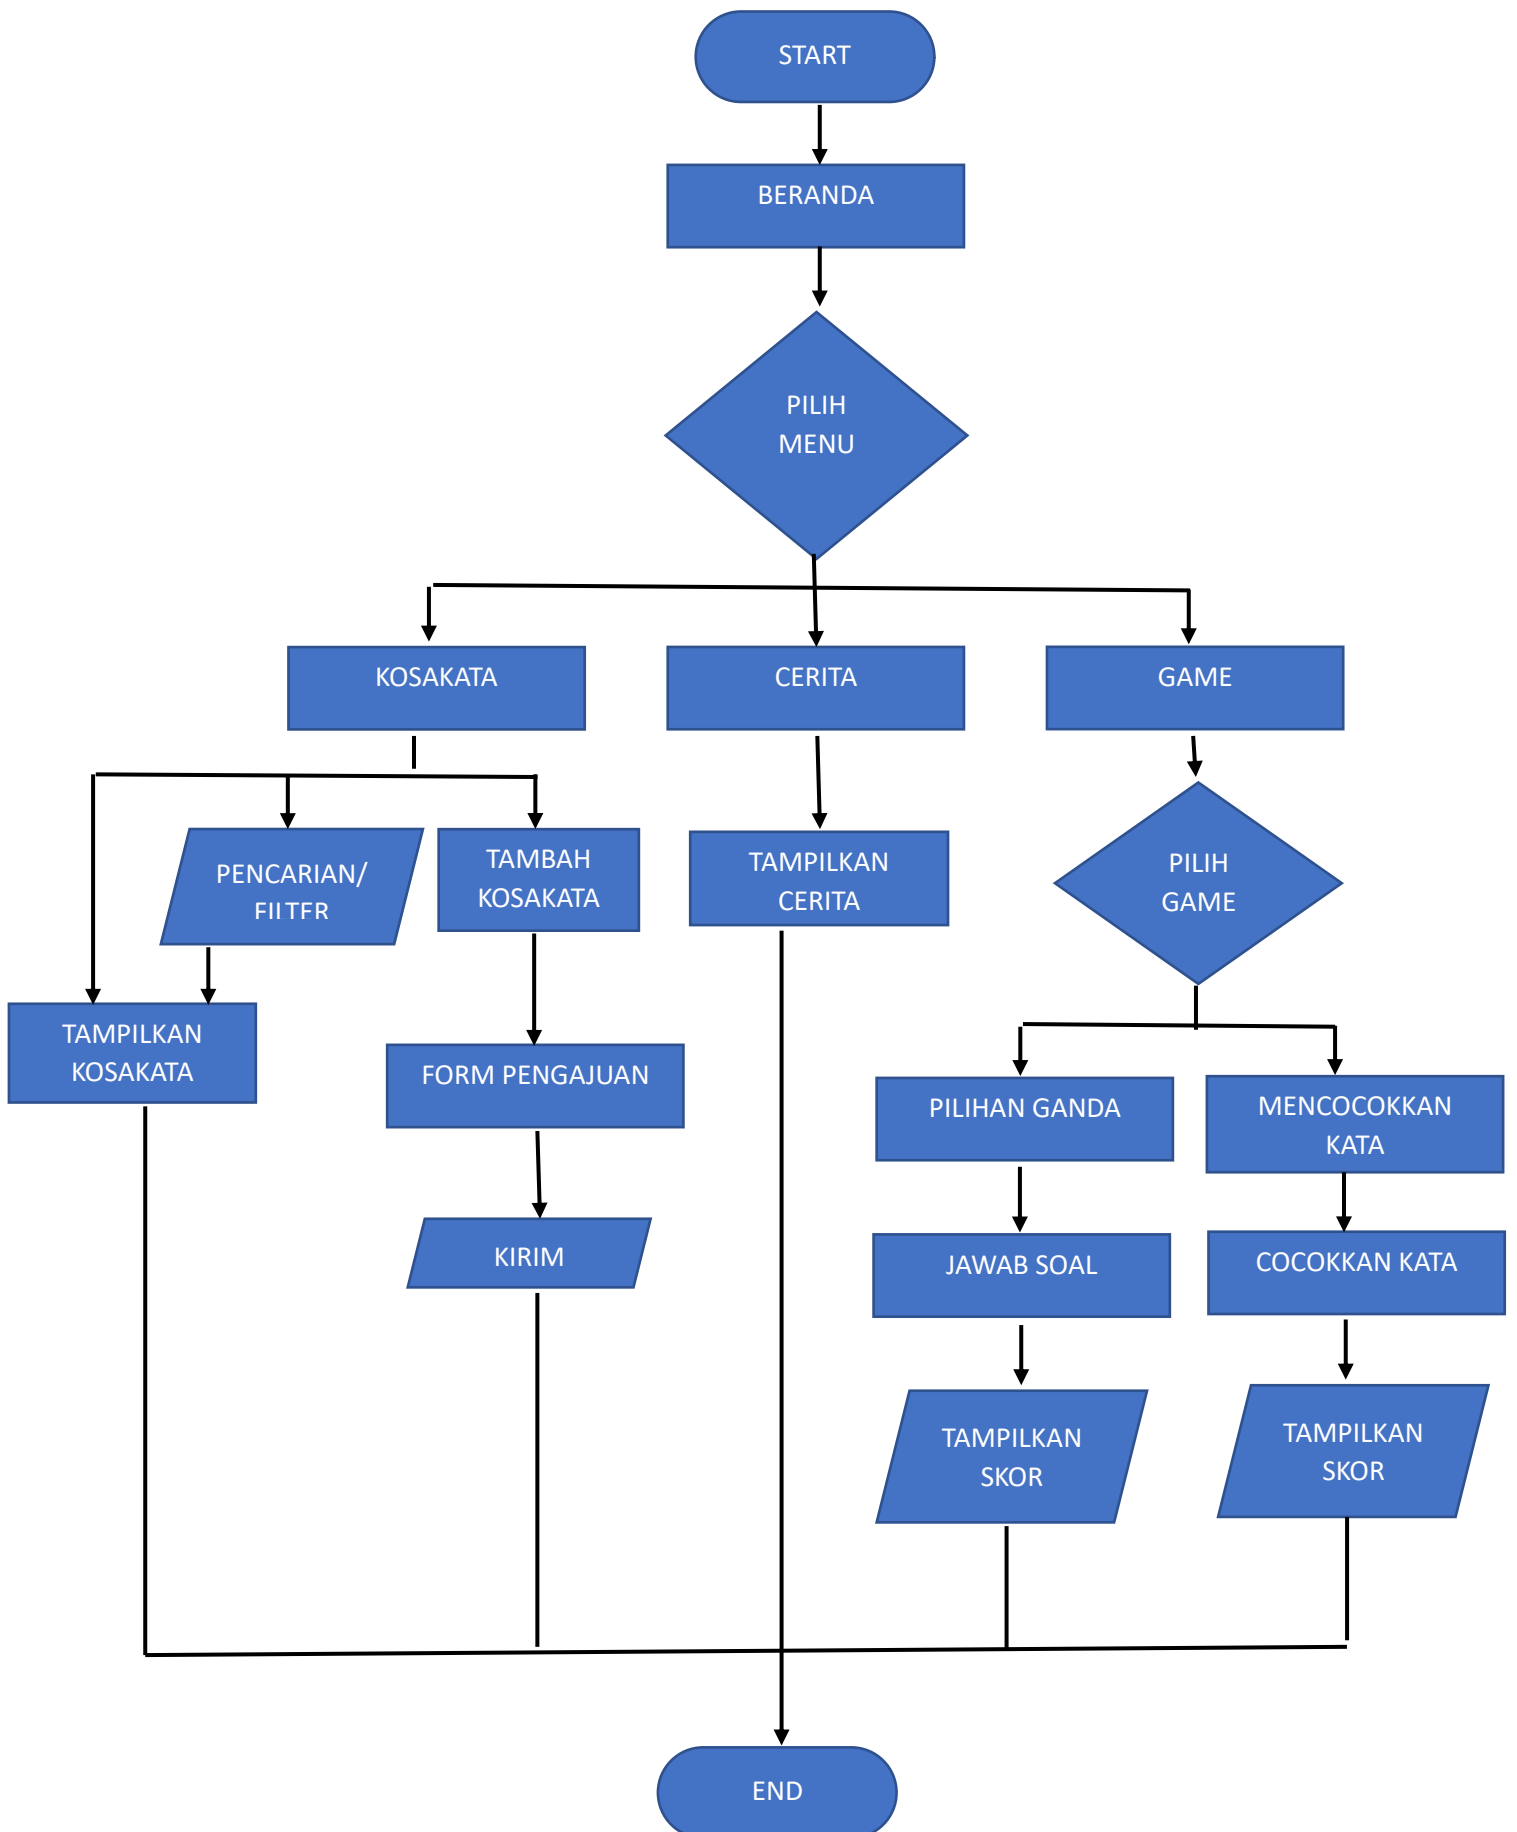 START
BERANDA
PILIH
MENU
KOSAKATA
CERITA
GAME
PENCARIAN/
FILTER
TAMBAH
KOSAKATA
TAMPILKAN
CERITA
PILIH
GAME
TAMPILKAN
KOSAKATA
FORM PENGAJUAN
PILIHAN GANDA
MENCOCOKKAN
KATA
KIRIM
JAWAB SOAL
COCOKKAN KATA
TAMPILKAN
SKOR
TAMPILKAN
SKOR
END